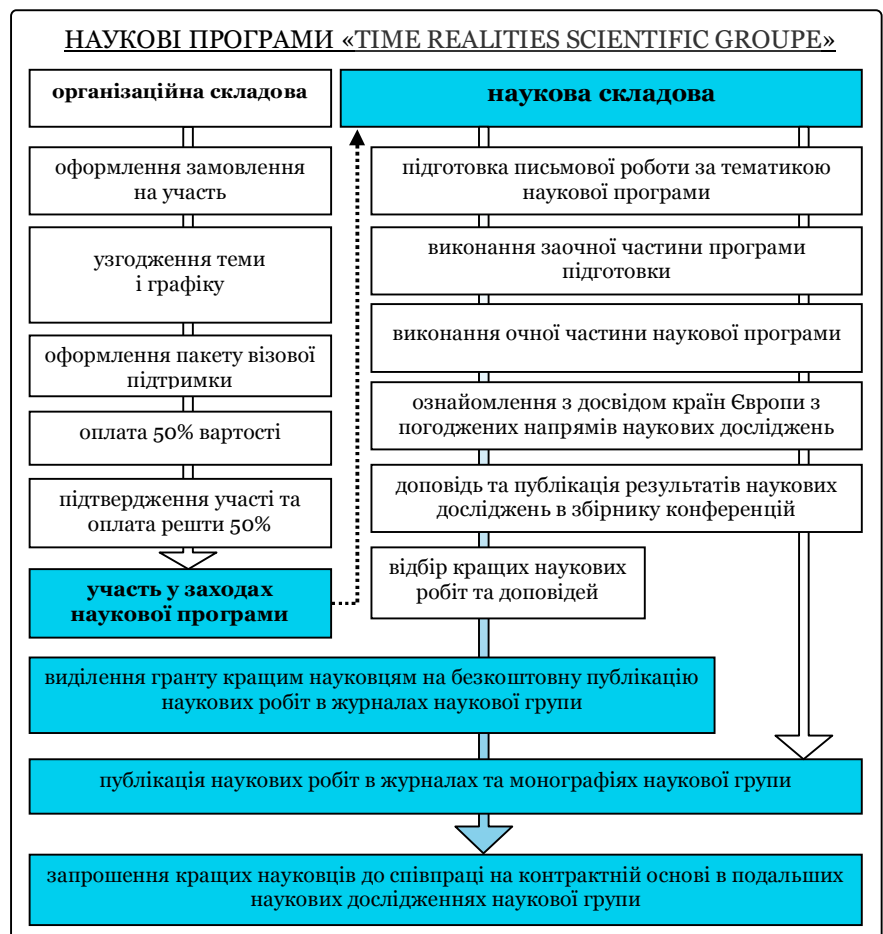 НАУКОВІ ПРОГРАМИ «TIME REALITIES SCIENTIFIC GROUPE»
організаційна складова
оформлення замовлення
на участь
узгодження теми
і графіку
оформлення пакету візової
підтримки
оплата 50% вартості
підтвердження участі та
оплата решти 50%
участь у заходах
наукової програми
наукова складова
підготовка письмової роботи за тематикою
наукової програми
виконання заочної частини програми
підготовки
виконання очної частини наукової програми
ознайомлення з досвідом країн Європи з
погоджених напрямів наукових досліджень
доповідь та публікація результатів наукових
досліджень в збірнику конференцій
відбір кращих наукових
робіт та доповідей
виділення гранту кращим науковцям на безкоштовну публікацію
наукових робіт в журналах наукової групи
публікація наукових робіт в журналах та монографіях наукової групи
запрошення кращих науковців до співпраці на контрактній основі в подальших
наукових дослідженнях наукової групи